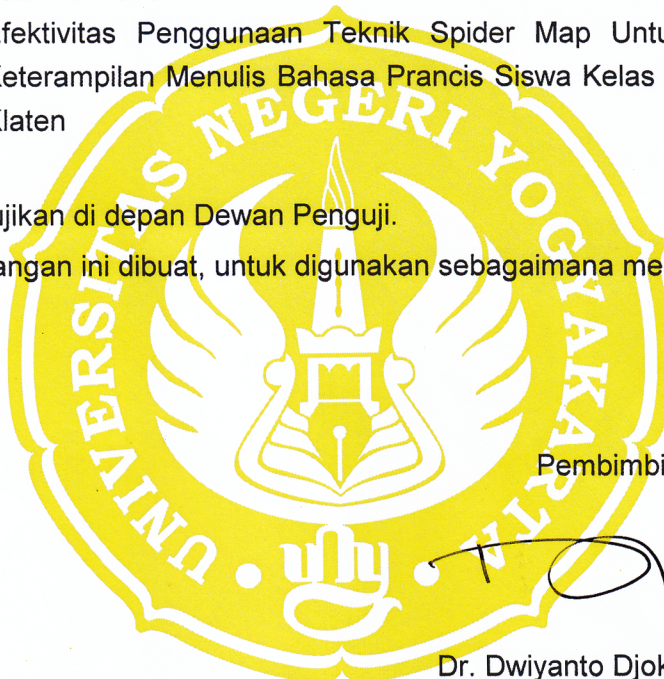 Efektivitas Penggunaan Teknik Spider Map Untu
Keterampilan Menulis Bahasa Prancis Siswa Kelas
Klaten
ujikan di depan Dewan Penguji.
angan ini dibuat, untuk digunakan sebagaimana me
UNIVERSITAS NEGERI YOGYAKARTA
uny
Pembimbi
Dr. Dwiyanto Djok